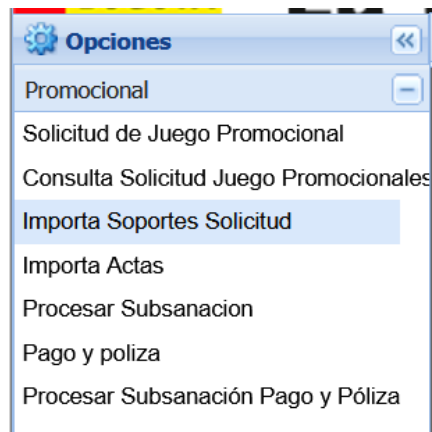 Opciones
Promocional
Solicitud de Juego Promocional
Consulta Solicitud Juego Promocionales
Importa Soportes Solicitud
Importa Actas
Procesar Subsanacion
Pago y poliza
Procesar Subsanación Pago y Póliza